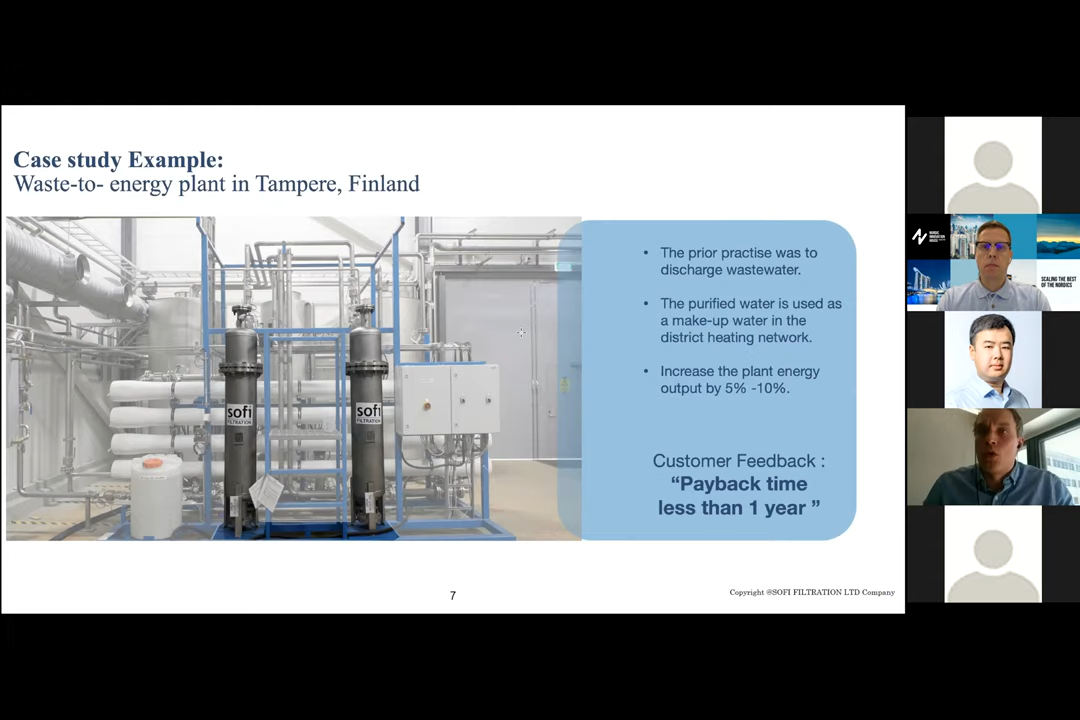 Case study Example:
Waste-to- energy plant in Tampere, Finland
sofi
FILTRATION
sofi
FILTRATION
• The prior practise was to
discharge wastewater.
• The purified water is used as
a make-up water in the
district heating network.
• Increase the plant energy
output by 5% -10%.
Customer Feedback :
“Payback time
less than 1 year ”
7
Copyright @SOFI FILTRATION LTD Company
NORDIC
INNOVATION
HOUSE
SCALING THE BEST
OF THE NORDICS